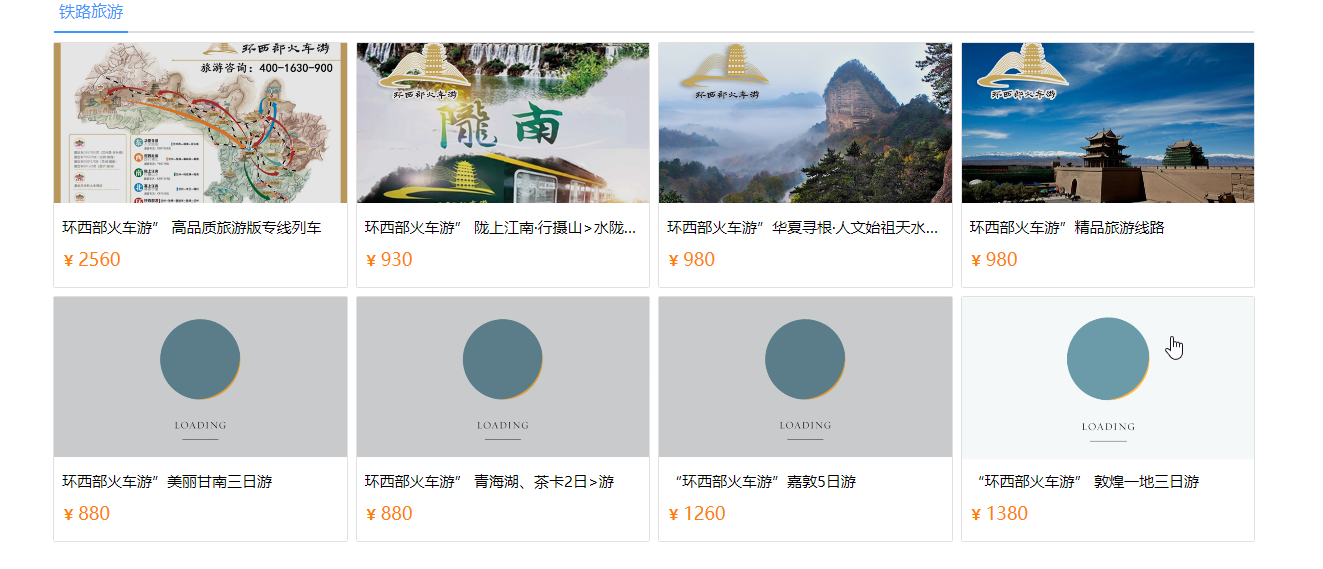 铁路旅游
环西部火车游
旅游咨询：400-1630-900
环西部火车游
隴南
环西部火车游
环西部火车游
环西部火车游” 高品质旅游版专线列车
环西部火车游” 陇上江南·行摄山>水陇...
环西部火车游”华夏寻根·人文始祖天水...
环西部火车游”精品旅游线路
¥ 2560
¥ 930
¥ 980
¥ 980
LOADING
LOADING
LOADING
LOADING
环西部火车游”美丽甘南三日游
环西部火车游” 青海湖、茶卡2日>游
“环西部火车游”嘉敦5日游
“环西部火车游” 敦煌一地三日游
¥ 880
¥ 880
¥ 1260
¥ 1380